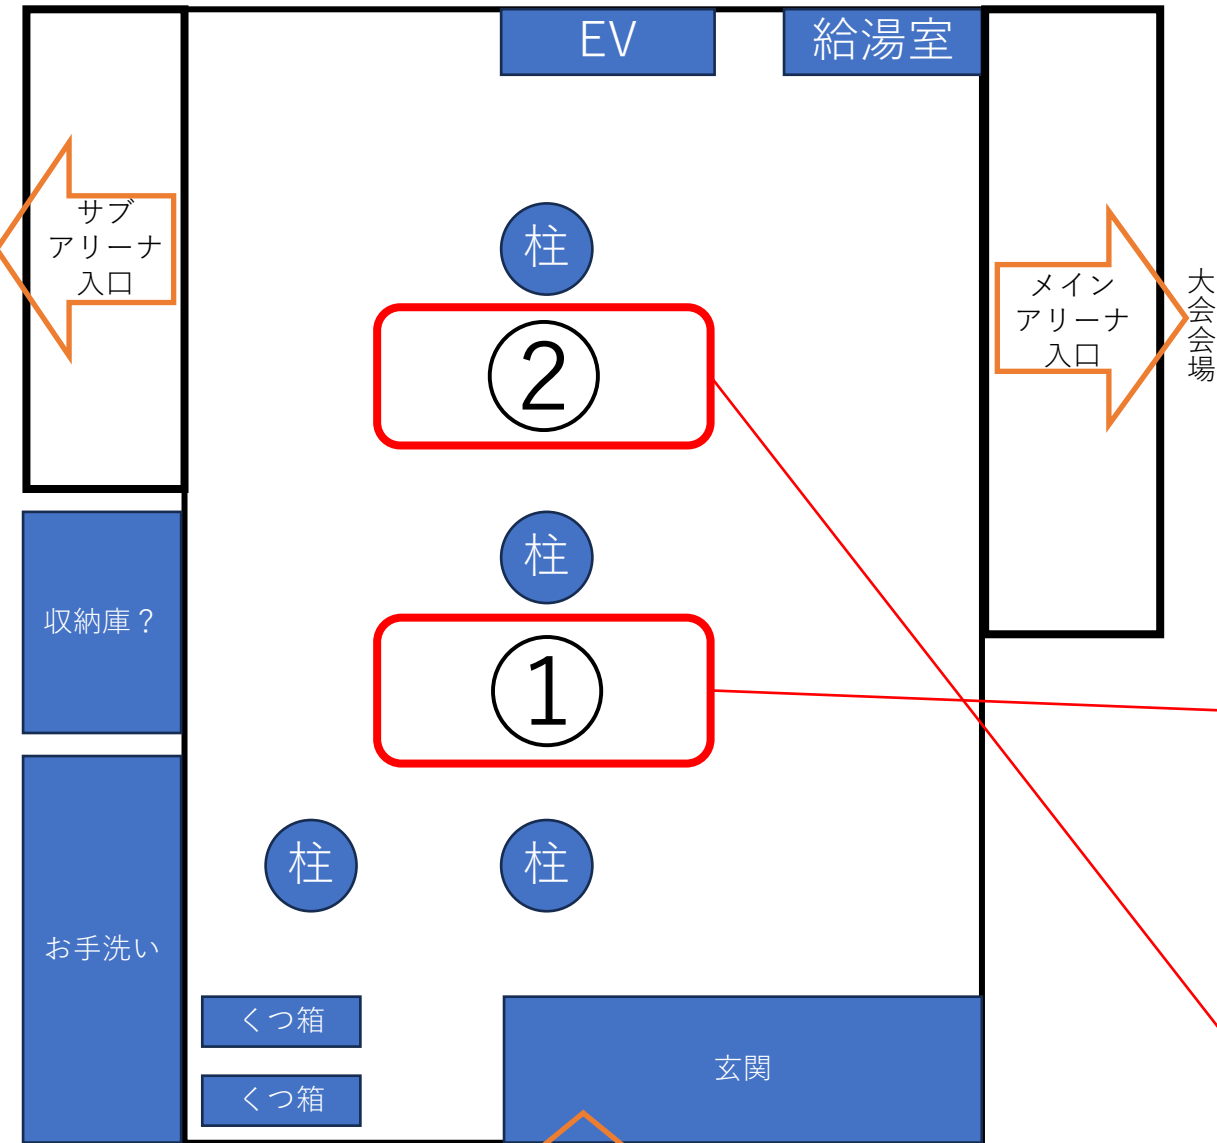 EV
給湯室
サブ
アリーナ
入口
柱
メイン
アリーナ
入口
大会会場
②
柱
収納庫？
①
柱
柱
お手洗い
くつ箱
くつ箱
玄関